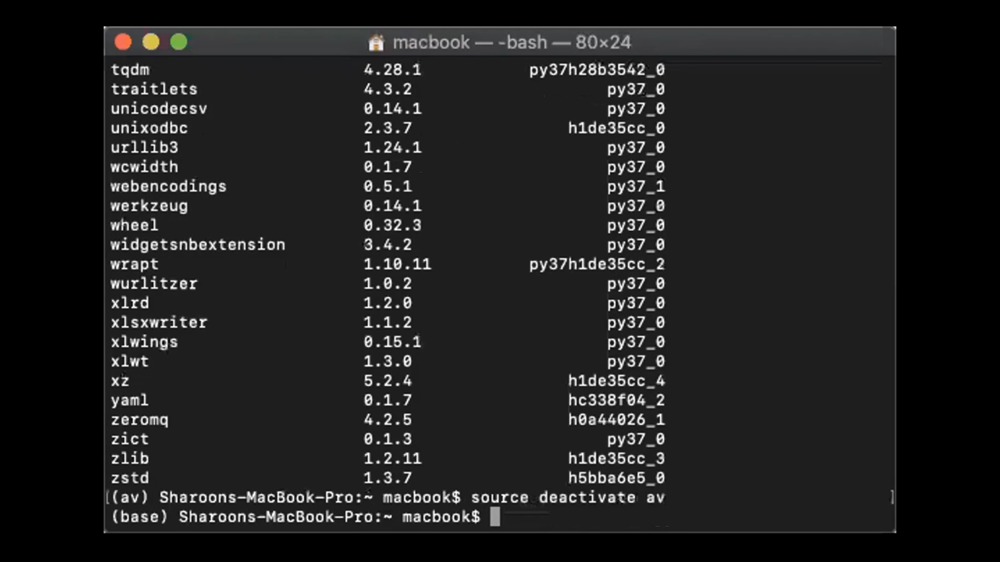 macbook — -bash — 80×24
tqdm 4.28.1 py37h28b3542_0
traitlets 4.3.2 py37_0
unicodecsv 0.14.1 py37_0
unixodbc 2.3.7 h1de35cc_0
urllib3 1.24.1 py37_0
wcwidth 0.1.7 py37_0
webencodings 0.5.1 py37_1
werkzeug 0.14.1 py37_0
wheel 0.32.3 py37_0
widgetsnbextension 3.4.2 py37_0
wrapt 1.10.11 py37h1de35cc_2
wurlitzer 1.0.2 py37_0
xlrd 1.2.0 py37_0
xlsxwriter 1.1.2 py37_0
xlwings 0.15.1 py37_0
xlwt 1.3.0 py37_0
xz 5.2.4 h1de35cc_4
yaml 0.1.7 hc338f04_2
zeromq 4.2.5 h0a44026_1
zict 0.1.3 py37_0
zlib 1.2.11 h1de35cc_3
zstd 1.3.7 h5bba6e5_0
[(av) Sharoons-MacBook-Pro:~ macbook$ source deactivate av ]
(base) Sharoons-MacBook-Pro:~ macbook$